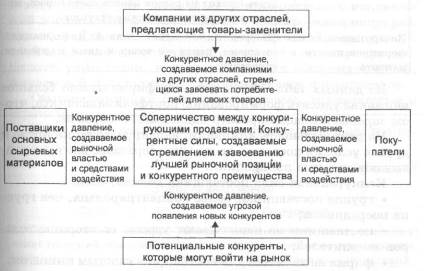 Компании из других отраслей,
предлагающие товары-заменители
Конкурентное давление,
создаваемое компаниями
из других отраслей, стремя-
щихся завоевать потребите-
лей для своих товаров
Поставщики
основных
сырьевых
материалов
Конкурентное
давление,
создаваемое
рыночной
властью
и средствами
воздействия
Соперничество между конкури-
рующими продавцами. Конку-
рентные силы, создаваемые
стремлением к завоеванию
лучшей рыночной позиции
и конкурентного преимущества
Конкурентное
давление,
создаваемое
рыночной
властью
и средствами
воздействия
Поку-
патели
Конкурентное давление,
создаваемое угрозой
появления новых конкурентов
Потенциальные конкуренты,
которые могут войти на рынок